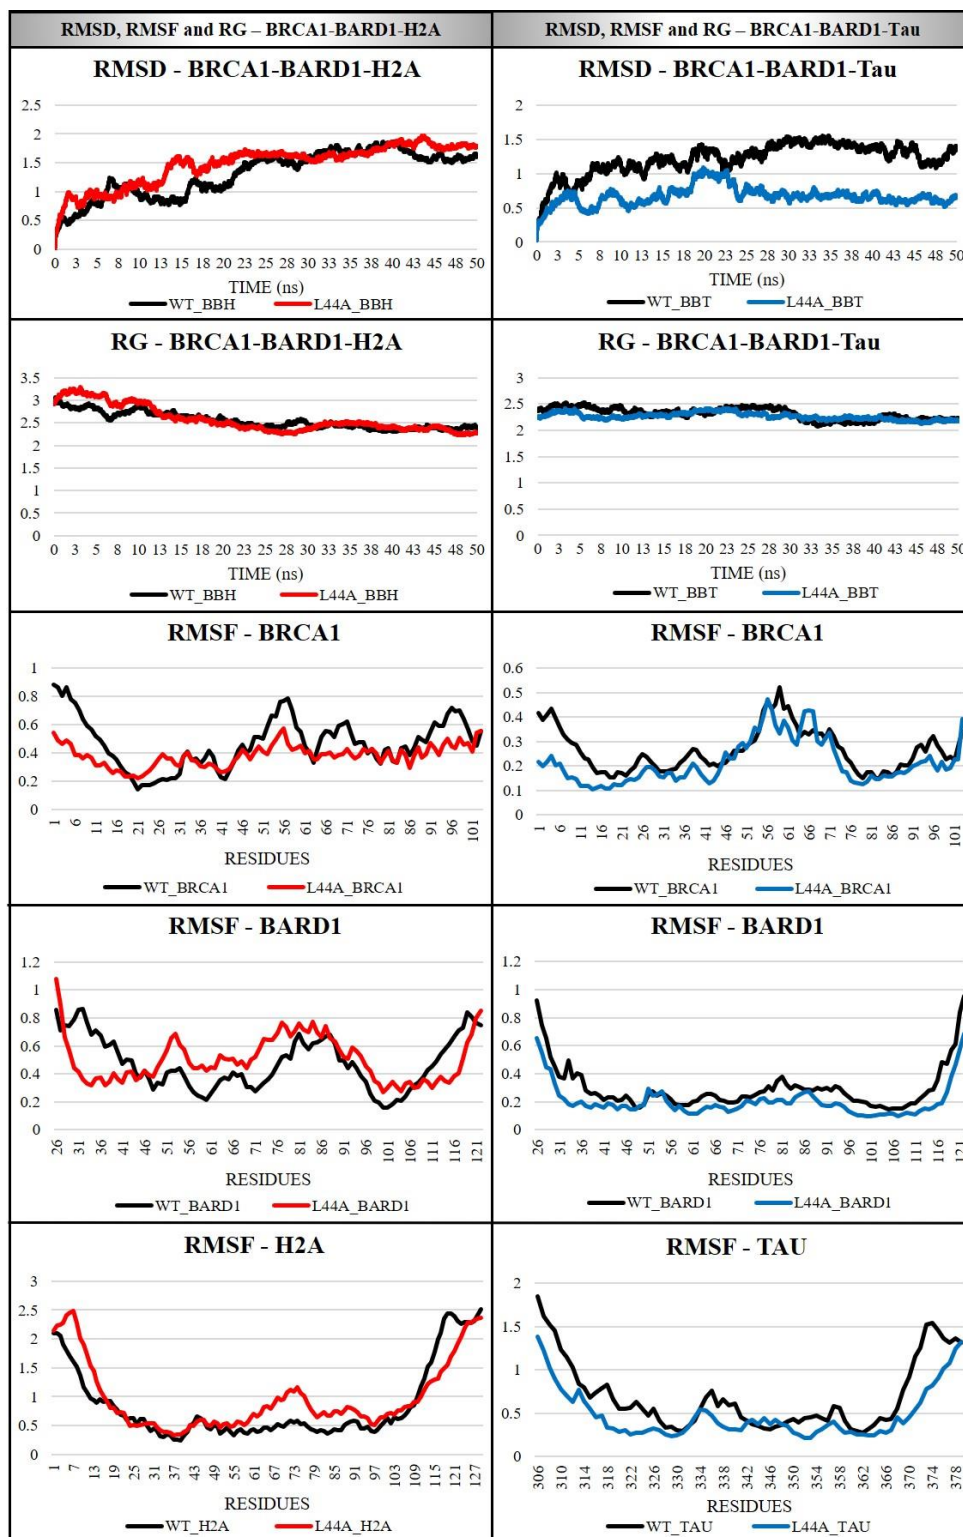 RMSD, RMSF and RG – BRCA1-BARD1-H2A
RMSD, RMSF and RG – BRCA1-BARD1-Tau
RMSD - BRCA1-BARD1-H2A
2.5
2
1.5
1
0.5
0
0 3 5 8 10 13 15 18 20 23 25 28 30 33 35 38 40 43 45 48 50
TIME (ns)
WT_BBH L44A_BBH
RMSD - BRCA1-BARD1-Tau
2
1.5
1
0.5
0
0 3 5 8 10 13 15 18 20 23 25 28 30 33 35 38 40 43 45 48 50
TIME (ns)
WT_BBT L44A_BBT
RG - BRCA1-BARD1-H2A
3.5
3
2.5
2
1.5
1
0.5
0
0 3 5 8 10 13 15 18 20 23 25 28 30 33 35 38 40 43 45 48 50
TIME (ns)
WT_BBH L44A_BBH
RG - BRCA1-BARD1-Tau
3
2.5
2
1.5
1
0.5
0
0 3 5 8 10 13 15 18 20 23 25 28 30 33 35 38 40 43 45 48 50
TIME (ns)
WT_BBT L44A_BBT
RMSF - BRCA1
1
0.8
0.6
0.4
0.2
0
1 6 11 16 21 26 31 36 41 46 51 56 61 66 71 76 81 86 91 96 101
RESIDUES
WT_BRCA1 L44A_BRCA1
RMSF - BRCA1
0.6
0.5
0.4
0.3
0.2
0.1
0
1 6 11 16 21 26 31 36 41 46 51 56 61 66 71 76 81 86 91 96 101
RESIDUES
WT_BRCA1 L44A_BRCA1
RMSF - BARD1
1.2
1
0.8
0.6
0.4
0.2
0
26 31 36 41 46 51 56 61 66 71 76 81 86 91 96 101 106 111 116 121
RESIDUES
WT_BARD1 L44A_BARD1
RMSF - BARD1
1.2
1
0.8
0.6
0.4
0.2
0
26 31 36 41 46 51 56 61 66 71 76 81 86 91 96 101 106 111 116 121
RESIDUES
WT_BARD1 L44A_BARD1
RMSF - H2A
3
2.5
2
1.5
1
0.5
0
1 7 13 19 25 31 37 43 49 55 61 67 73 79 85 91 97 103 109 115 121 127
RESIDUES
WT_H2A L44A_H2A
RMSF - TAU
2
1.5
1
0.5
0
306 310 314 318 322 326 330 334 338 342 346 350 354 358 362 366 370 374 378
RESIDUES
WT_TAU L44A_TAU